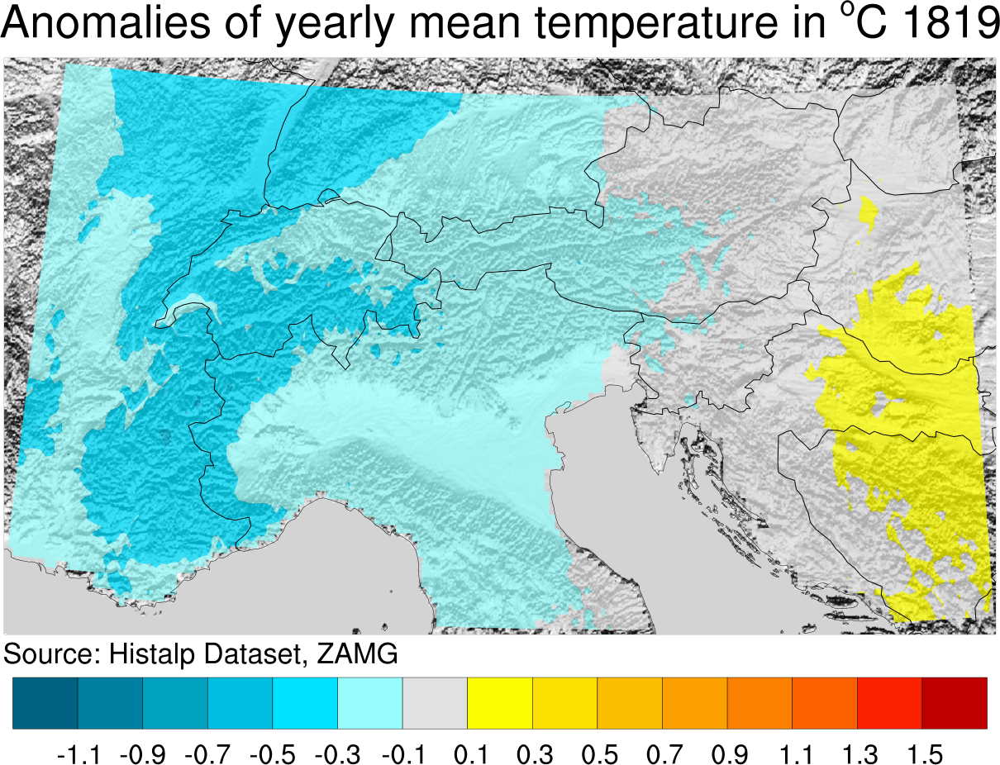 Anomalies of yearly mean temperature in °C 1819
Source: Histalp Dataset, ZAMG
-1.1 -0.9 -0.7 -0.5 -0.3 -0.1 0.1 0.3 0.5 0.7 0.9 1.1 1.3 1.5